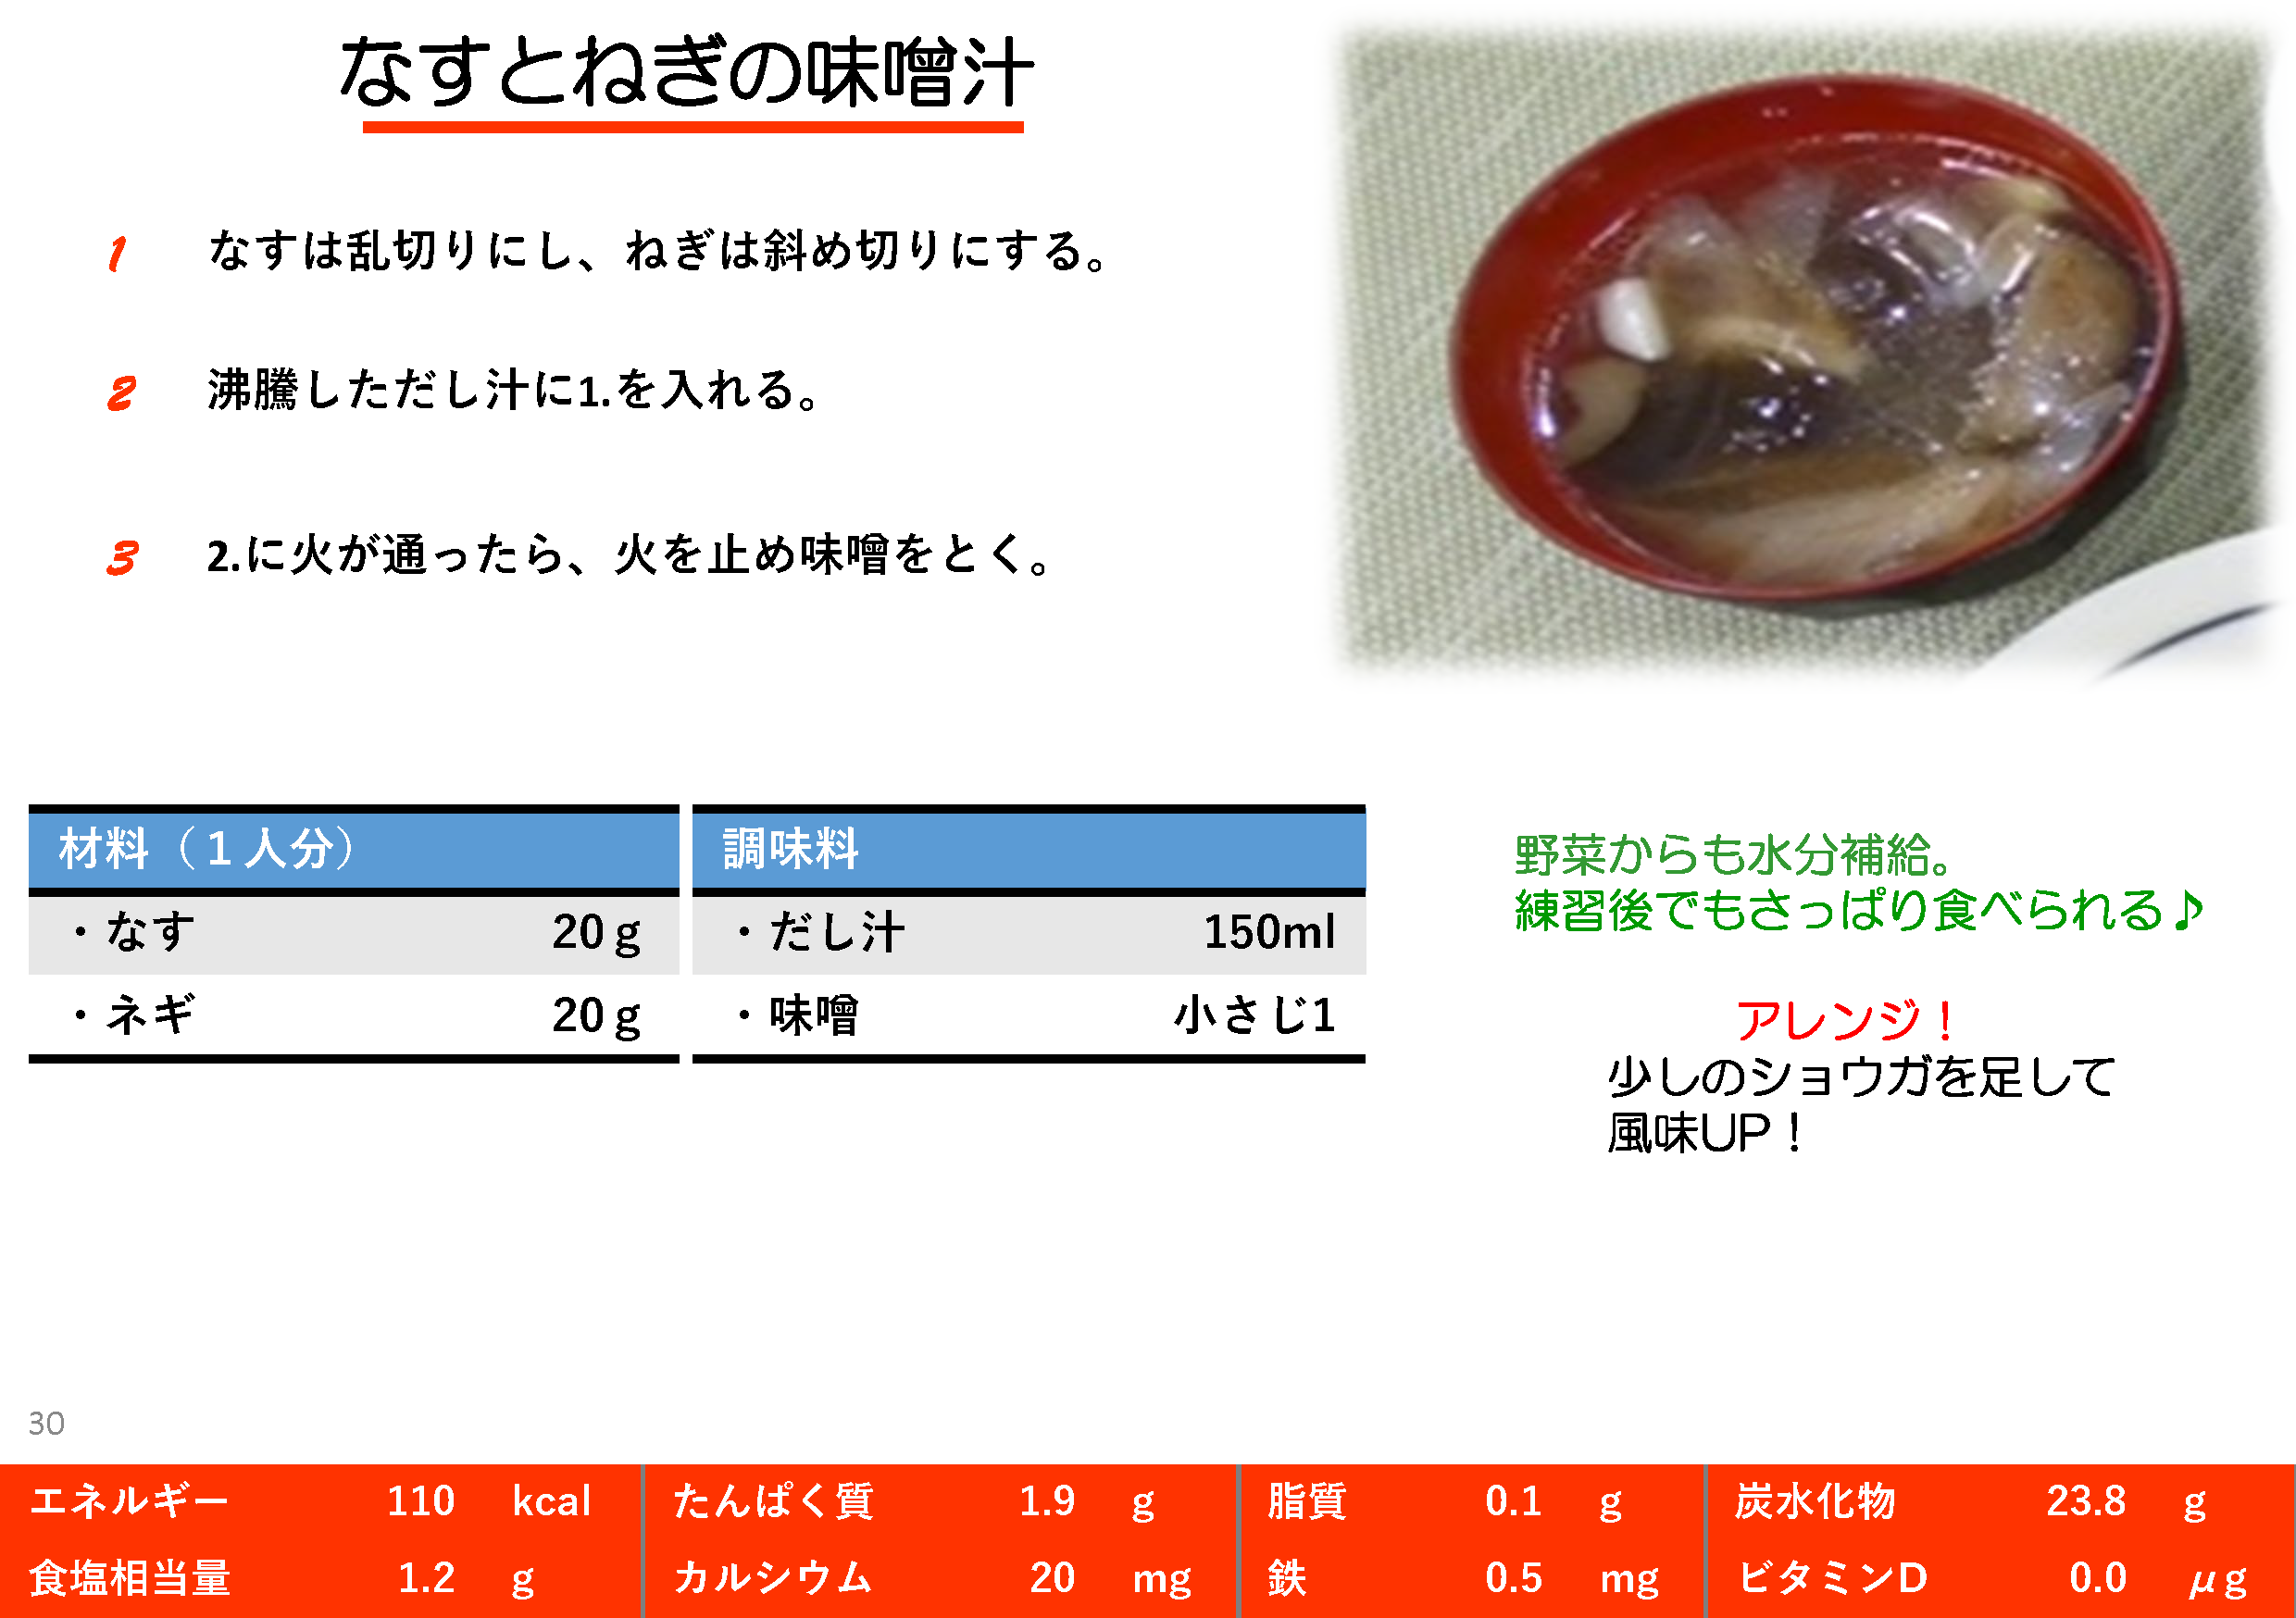 なすとねぎの味噌汁
1 なすは乱切りにし、ねぎは斜め切りにする。
2 沸騰しただし汁に1.を入れる。
3 2.に火が通ったら、火を止め味噌をとく。
材料（１人分） 調味料
・なす 20ｇ ・だし汁 150ml
・ネギ 20ｇ ・味噌 小さじ1
野菜からも水分補給。
練習後でもさっぱり食べられる♪
アレンジ！
少しのショウガを足して
風味UP！
30
エネルギー 110 kcal たんぱく質 1.9 g 脂質 0.1 g 炭水化物 23.8 g
食塩相当量 1.2 g カルシウム 20 mg 鉄 0.5 mg ビタミンD 0.0 μg